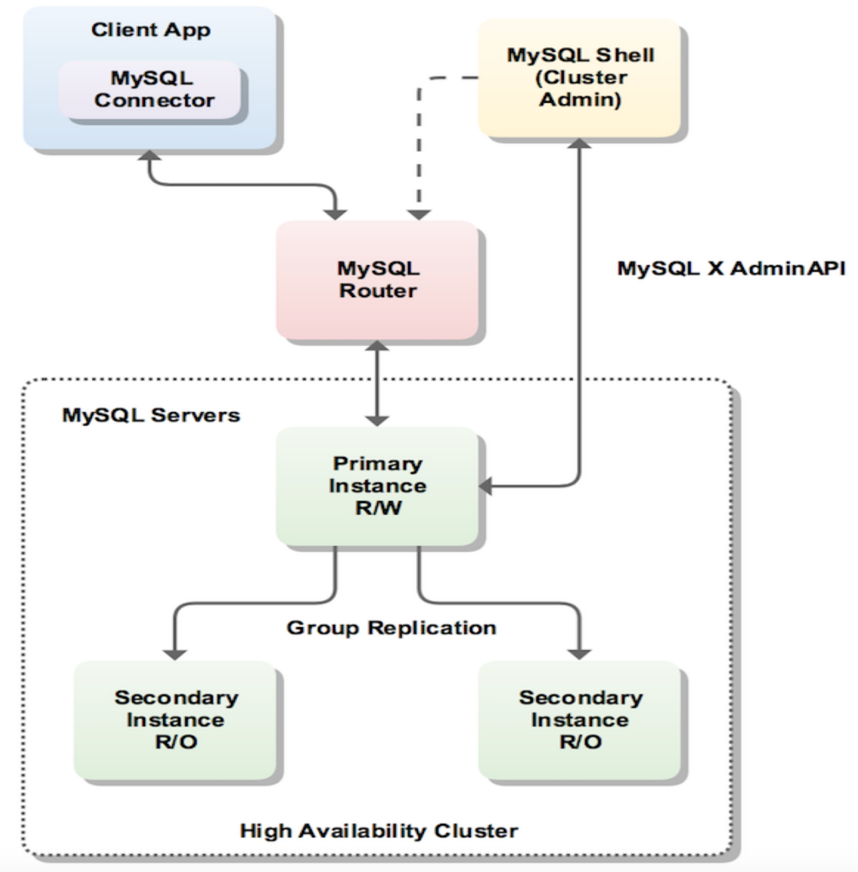 Client App
MySQL
Connector
MySQL Shell
(Cluster
Admin)
MySQL
Router
MySQL X AdminAPI
MySQL Servers
Primary
Instance
R/W
Group Replication
Secondary
Instance
R/O
Secondary
Instance
R/O
High Availability Cluster